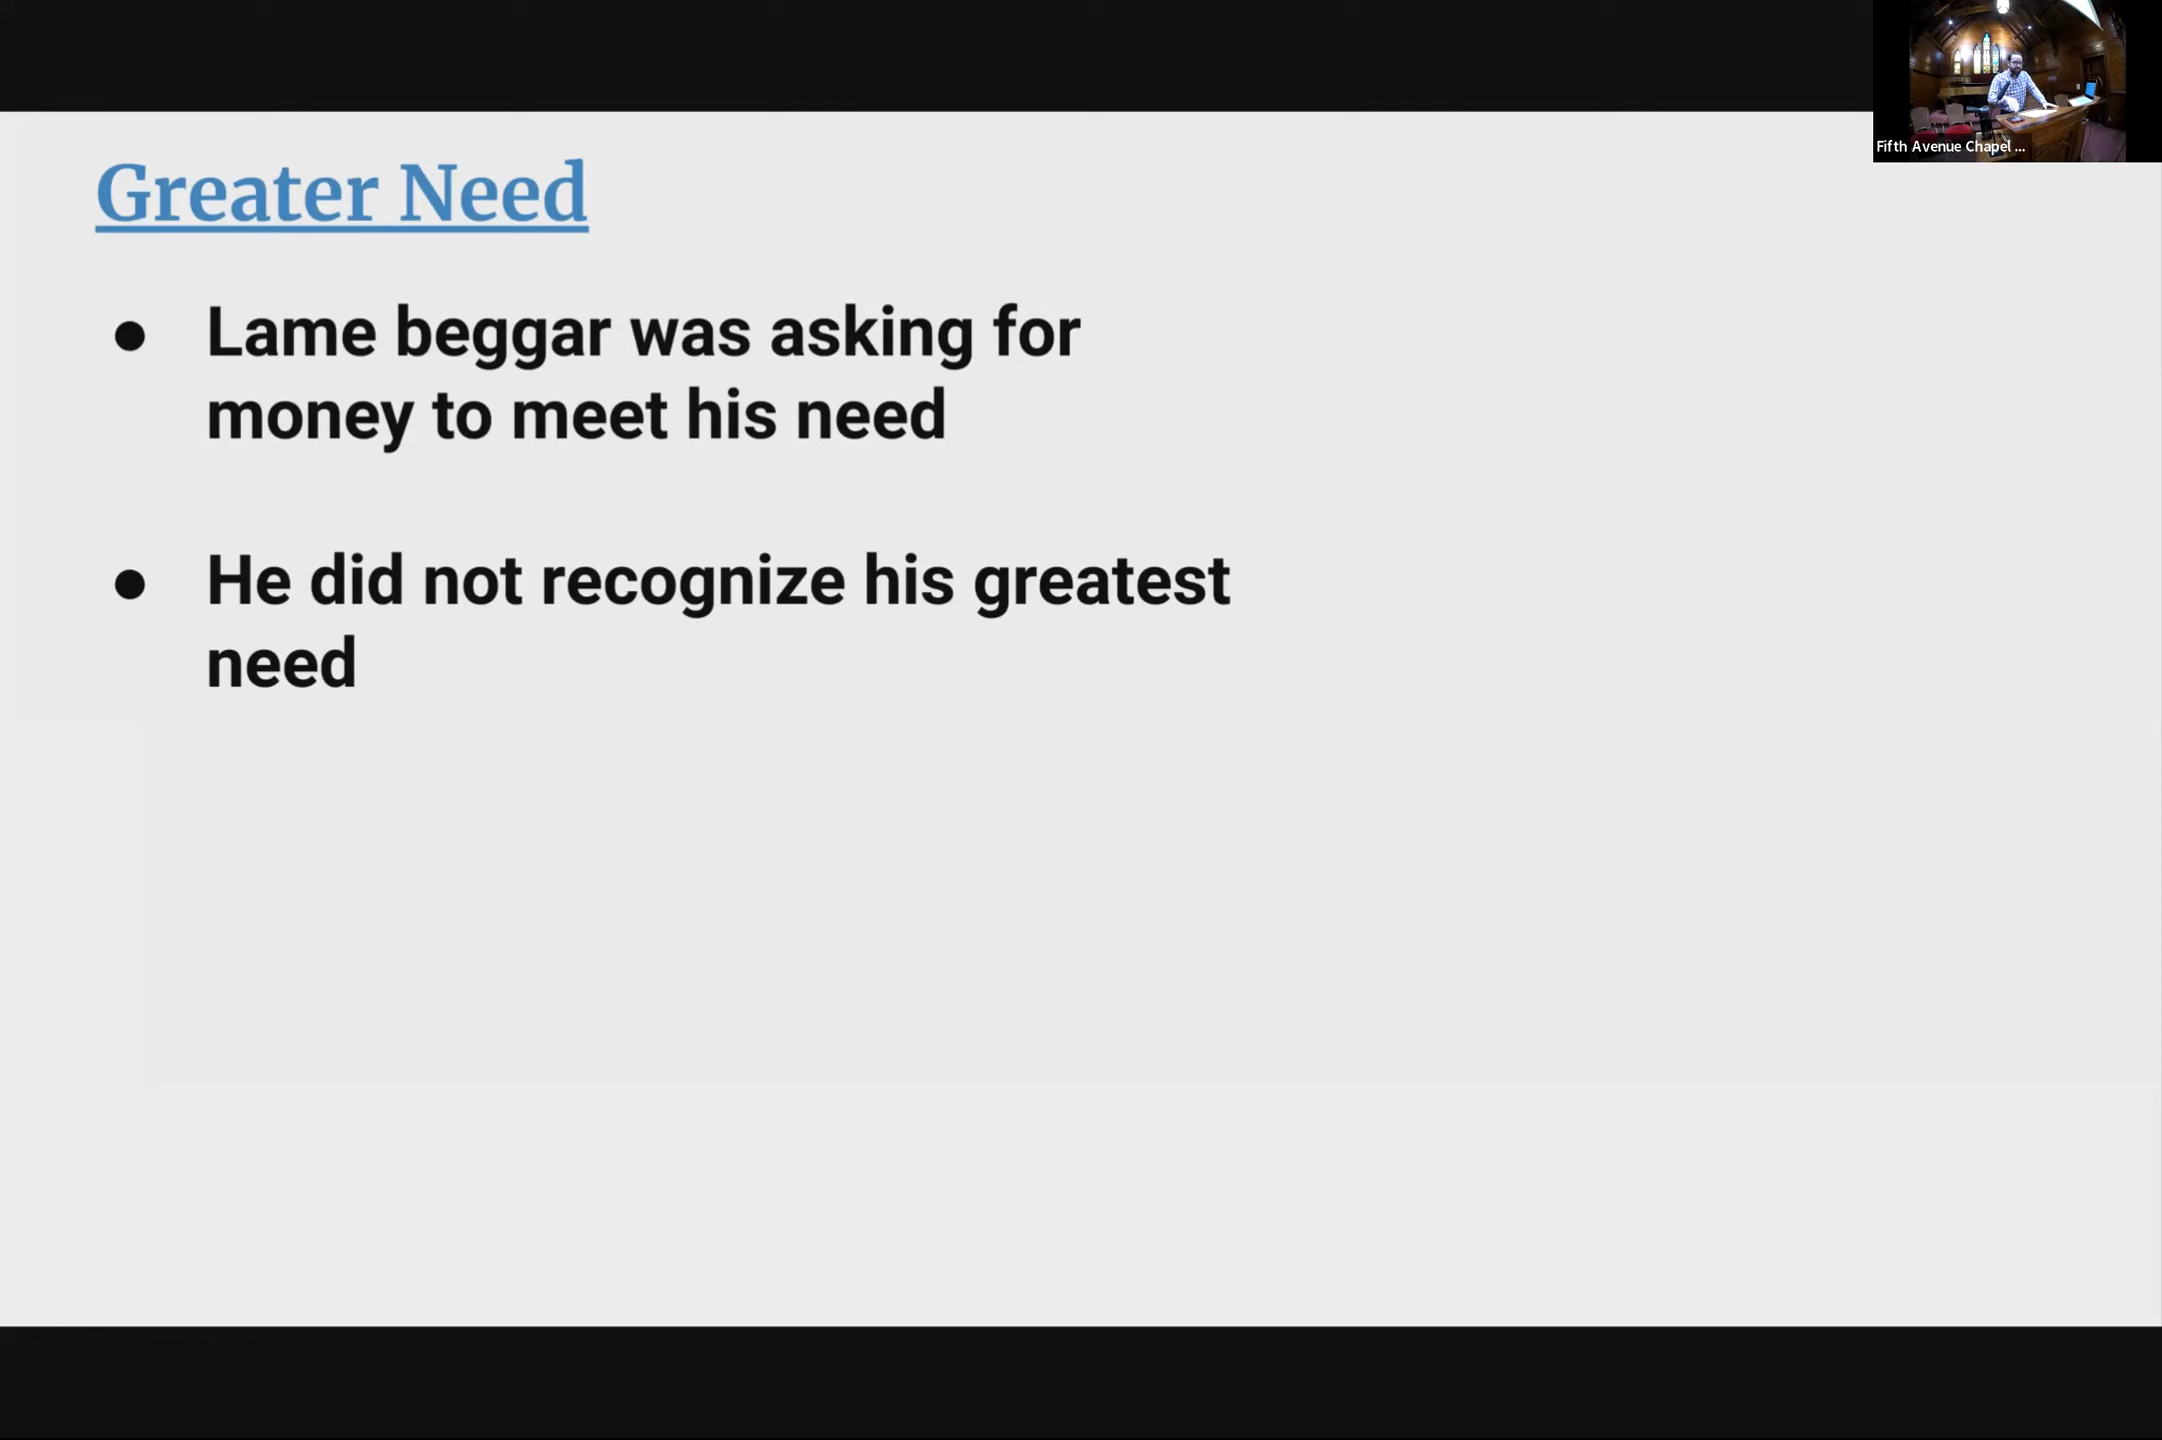 Fifth Avenue Chapel ...
Greater Need
● Lame beggar was asking for
money to meet his need
● He did not recognize his greatest
need